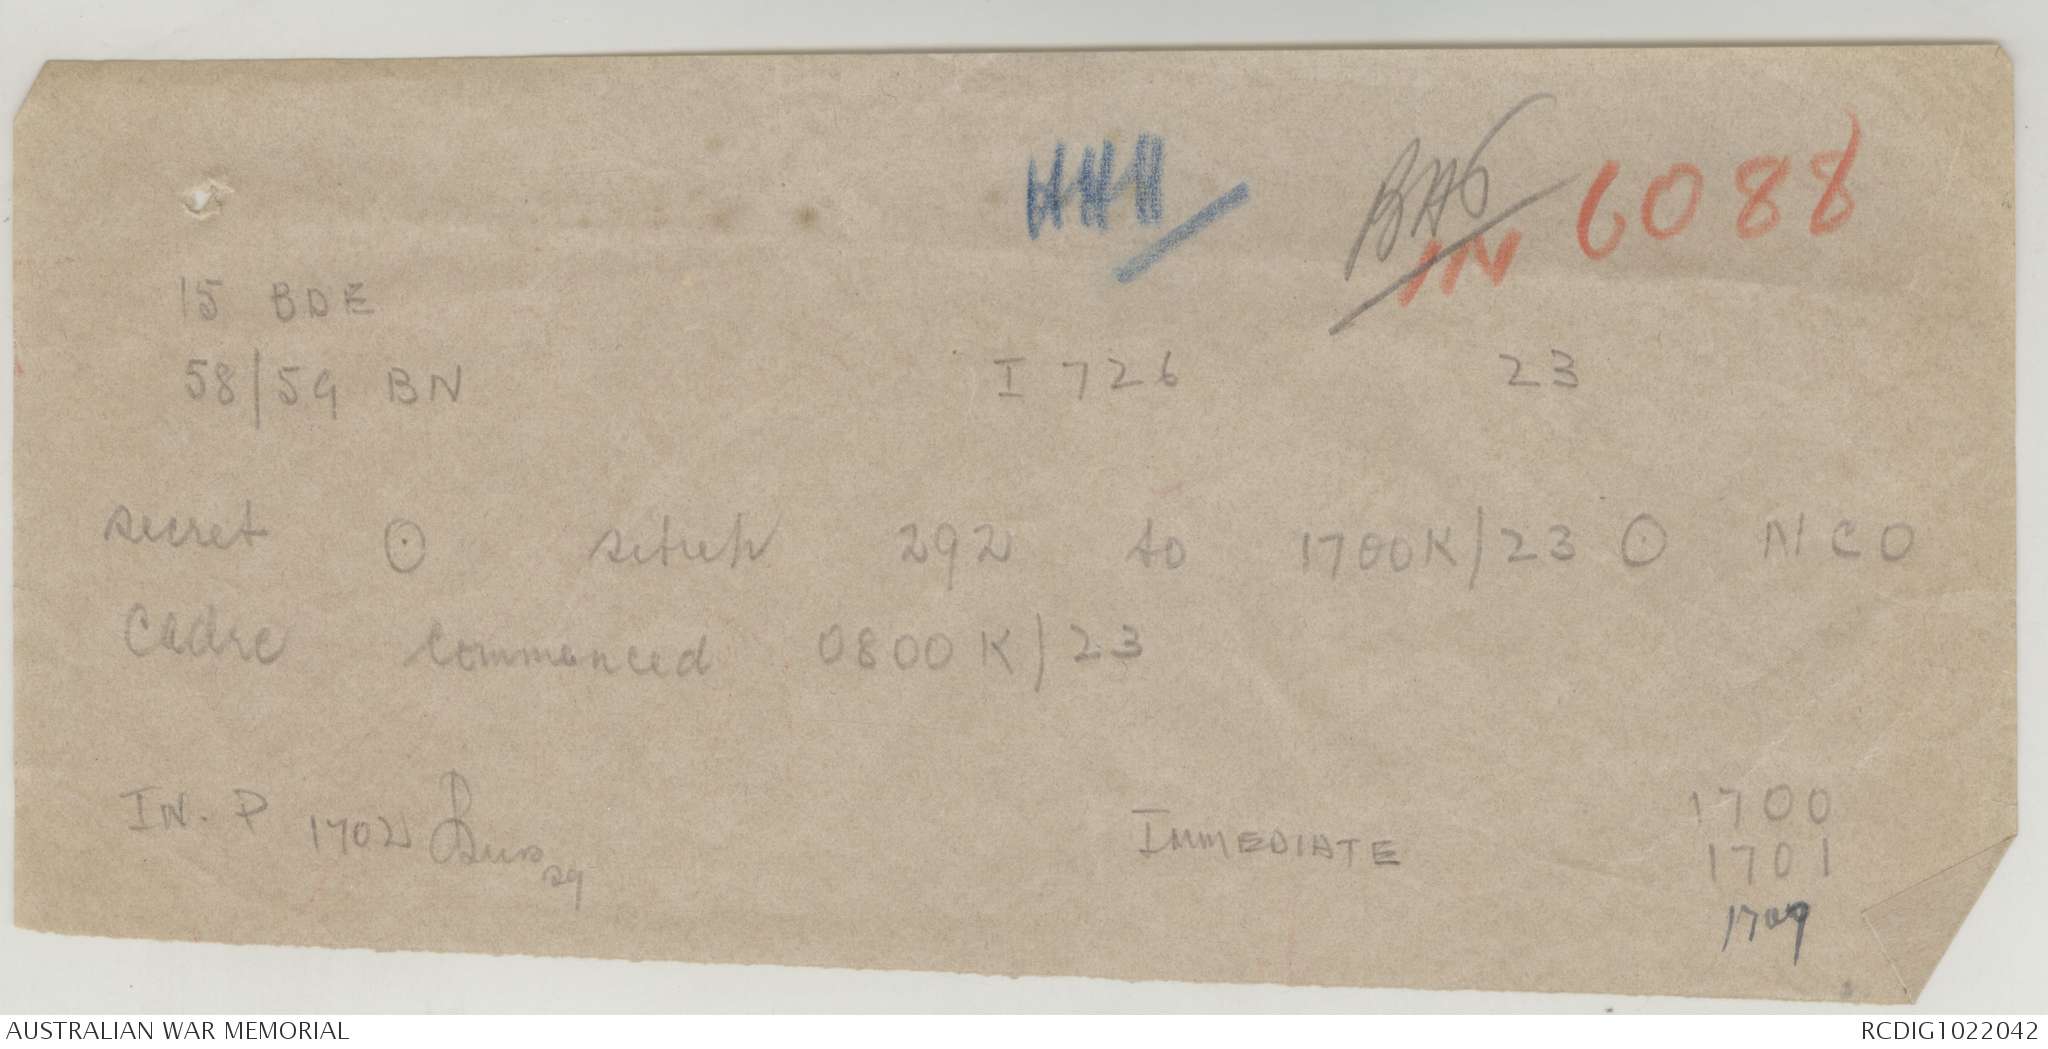 IN 6088
15 BDE
58/59 BN I 726 23
secret ⊙ sitrep 292 to 1700K/23 ⊙ NCO
Cadre commenced 0800K/23
IN. P 1702 Immediate 1700
1701
1709
AUSTRALIAN WAR MEMORIAL RCDIG1022042